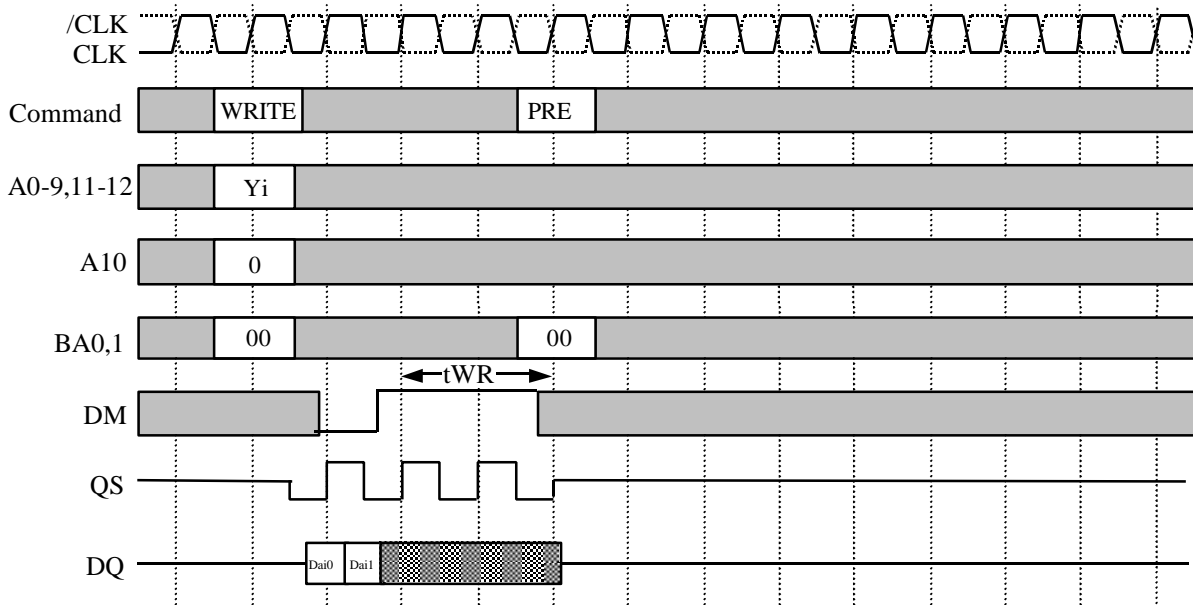 /CLK
CLK
Command WRITE PRE
A0-9,11-12 Yi
A10 0
BA0,1 00 00
tWR
DM
QS
DQ Dai0 Dai1